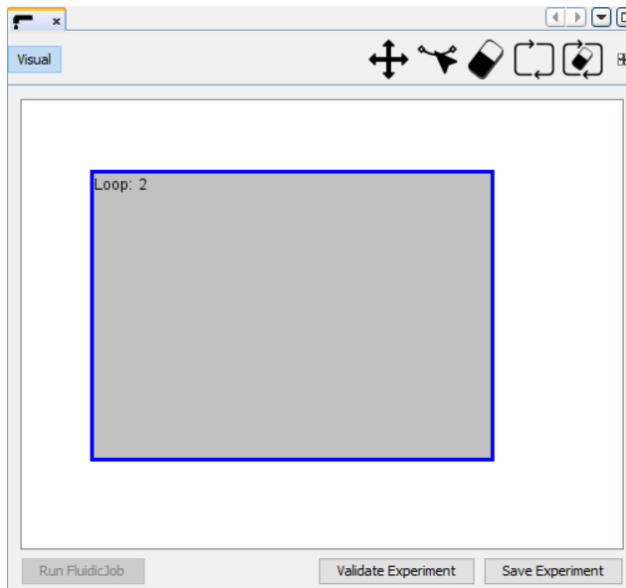 Visual
Loop: 2
Run FluidicJob
Validate Experiment
Save Experiment